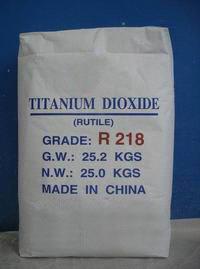 TITANIUM DIOXIDE
(RUTILE)
GRADE: R 218
G.W.: 25.2 KGS
N.W.: 25.0 KGS
MADE IN CHINA